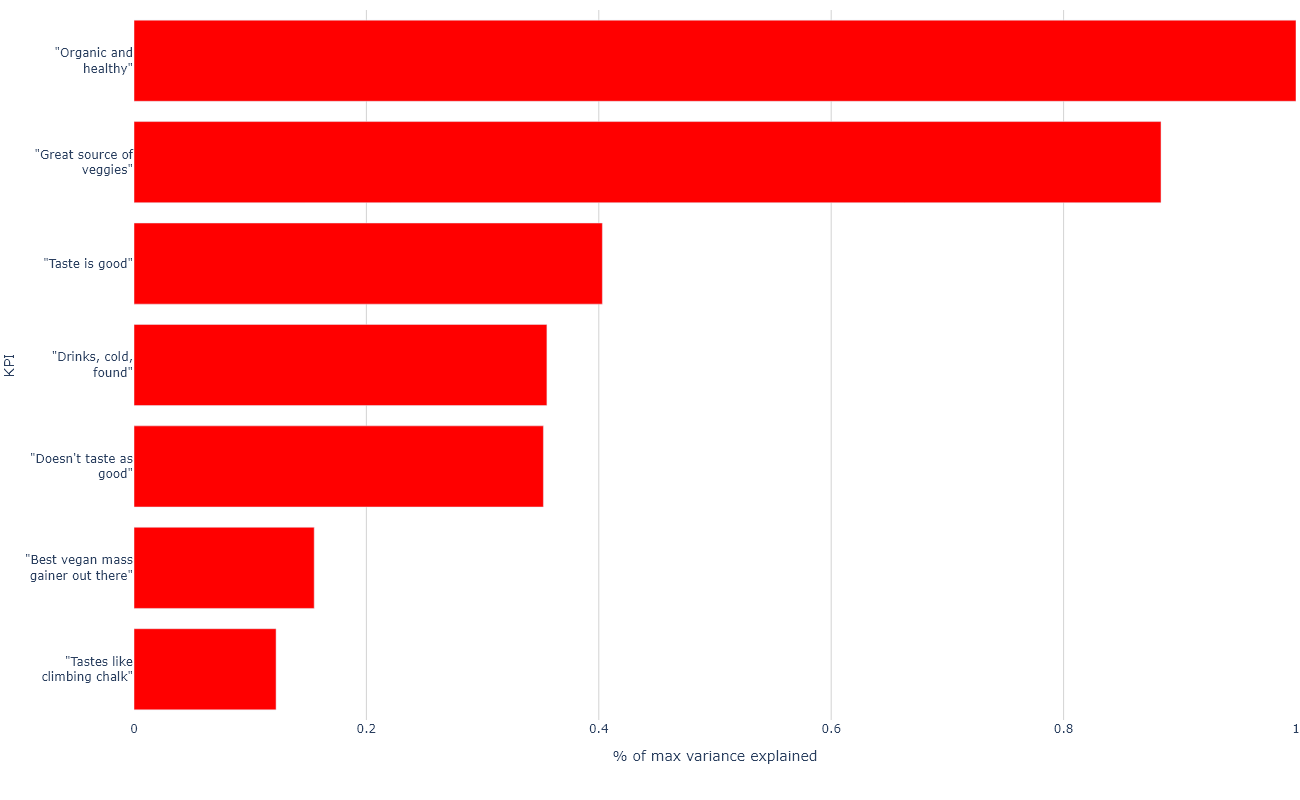 "Organic and
healthy"
"Great source of
veggies"
"Taste is good"
"Drinks, cold,
found"
"Doesn't taste as
good"
"Best vegan mass
gainer out there"
"Tastes like
climbing chalk"
KPI
0 0.2 0.4 0.6 0.8 1
% of max variance explained